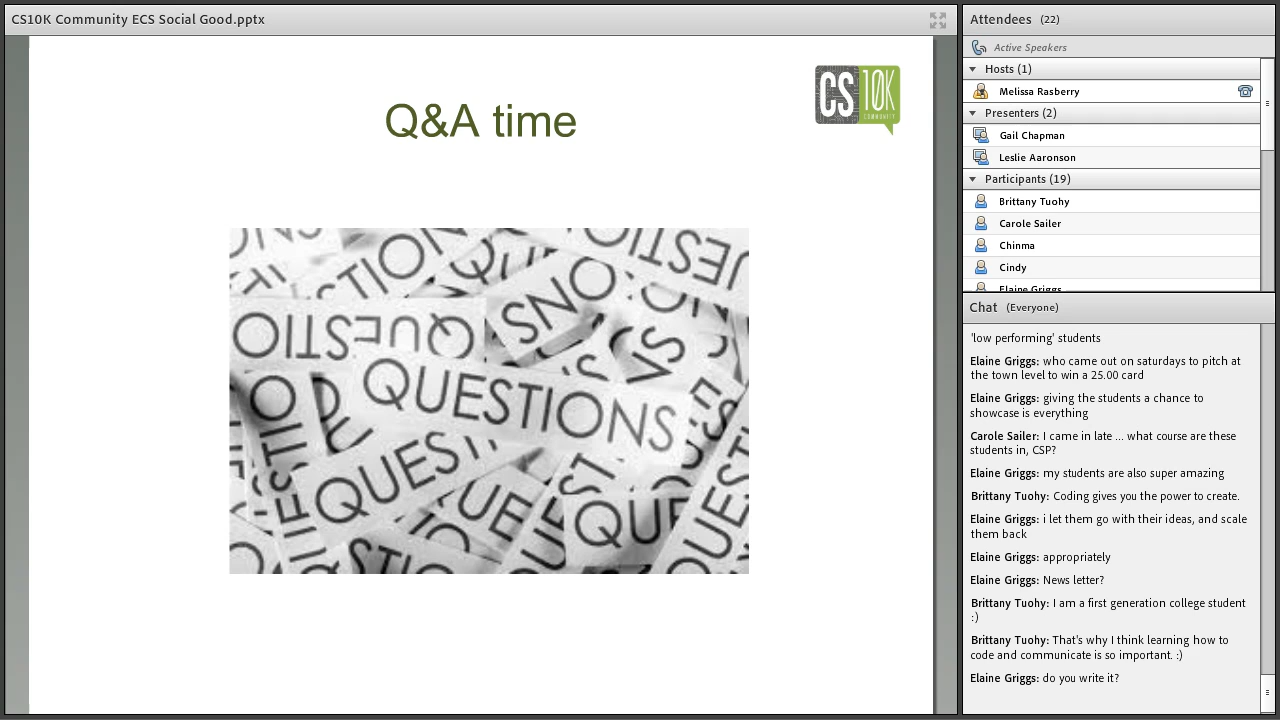 CS10K Community ECS Social Good.pptx
Q&A time
CS 10K
COMMUNITY
QUESTIONS
Attendees (22)
Active Speakers
Hosts (1)
Melissa Rasberry
Presenters (2)
Gail Chapman
Leslie Aaronson
Participants (19)
Brittany Tuohy
Carole Sailer
Chinma
Cindy
Elaine Griggs
Chat (Everyone)
'low performing' students
Elaine Griggs: who came out on saturdays to pitch at
the town level to win a 25.00 card
Elaine Griggs: giving the students a chance to
showcase is everything
Carole Sailer: I came in late ... what course are these
students in, CSP?
Elaine Griggs: my students are also super amazing
Brittany Tuohy: Coding gives you the power to create.
Elaine Griggs: i let them go with their ideas, and scale
them back
Elaine Griggs: appropriately
Elaine Griggs: News letter?
Brittany Tuohy: I am a first generation college student
:)
Brittany Tuohy: That's why I think learning how to
code and communicate is so important. :)
Elaine Griggs: do you write it?